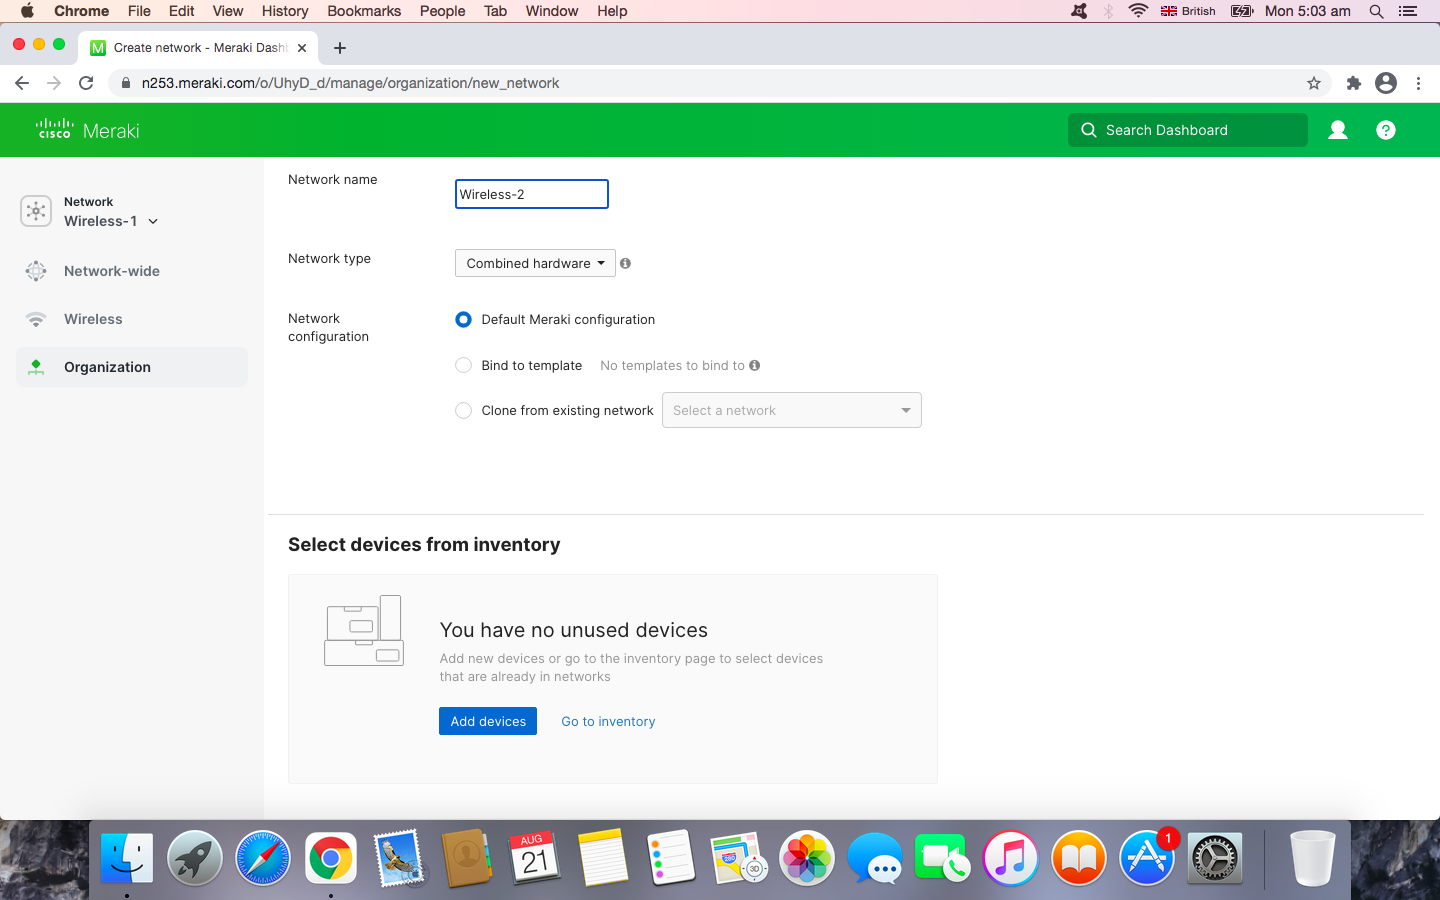 Chrome File Edit View History Bookmarks People Tab Window Help British Mon 5:03 am
M Create network - Meraki Dash
n253.meraki.com/o/UhyD_d/manage/organization/new_network
cisco Meraki
Search Dashboard
Network
Wireless-1
Network-wide
Wireless
Organization
Network name
Wireless-2
Network type
Combined hardware
Network
configuration
Default Meraki configuration
Bind to template No templates to bind to
Clone from existing network Select a network
Select devices from inventory
You have no unused devices
Add new devices or go to the inventory page to select devices
that are already in networks
Add devices Go to inventory
AUG
21
280
3D
1